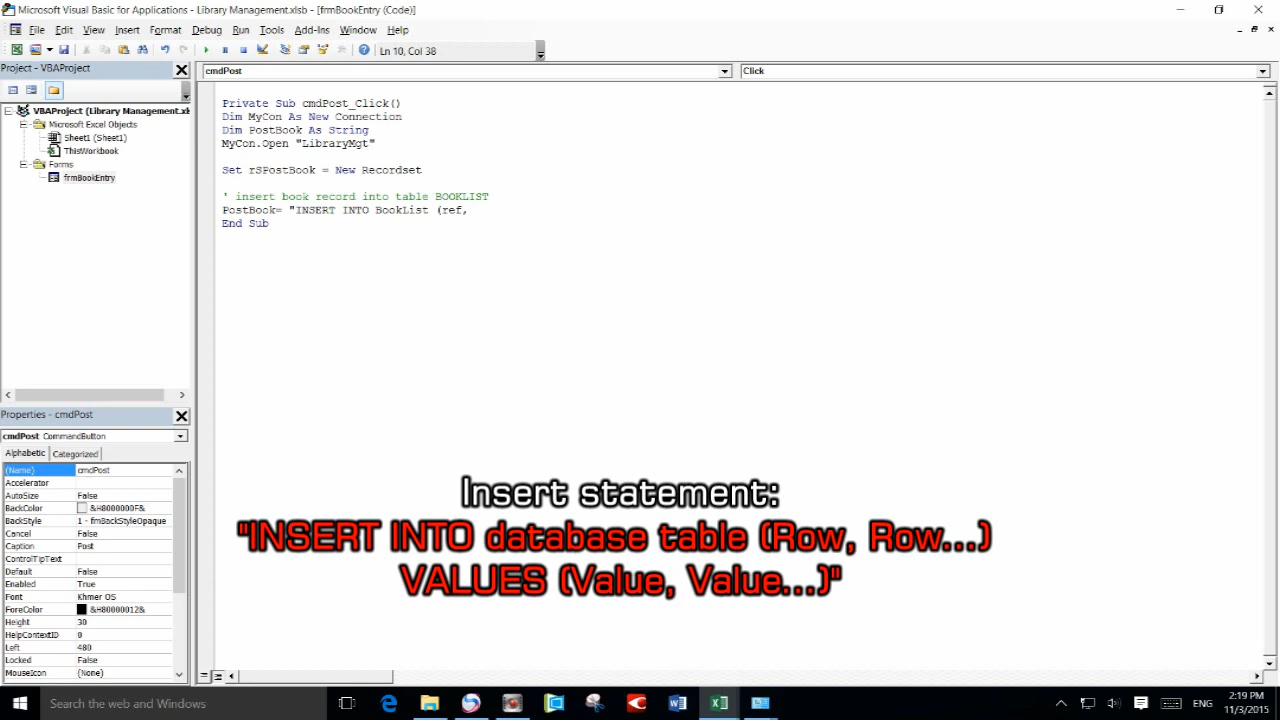 Microsoft Visual Basic for Applications - Library Management.xlsb - [frmBookEntry (Code)]
File Edit View Insert Format Debug Run Tools Add-Ins Window Help
Ln 10, Col 38
Project - VBAProject
cmdPost
Click
VBAProject (Library Management.xl
Microsoft Excel Objects
Sheet1 (Sheet1)
ThisWorkbook
Forms
frmBookEntry
Private Sub cmdPost_Click()
Dim MyCon As New Connection
Dim PostBook As String
MyCon.Open "LibraryMgt"
Set rSPostBook = New Recordset
' insert book record into table BOOKLIST
PostBook= "INSERT INTO BookList (ref,
End Sub
Properties - cmdPost
cmdPost CommandButton
Alphabetic Categorized
(Name) cmdPost
Accelerator
AutoSize False
BackColor &H8000000F&
BackStyle 1 - fmBackStyleOpaque
Cancel False
Caption Post
ControlTipText
Default False
Enabled True
Font Khmer OS
ForeColor &H80000012&
Height 30
HelpContextID 0
Left 480
Locked False
MouseIcon (None)
Insert statement:
"INSERT INTO database table (Row, Row...)
VALUES (Value, Value...)"
Search the web and Windows
ENG
2:19 PM
11/3/2015